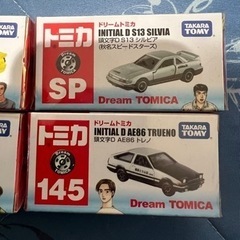 トミカ
SP
ドリームトミカ
INITIAL D S13 SILVIA
頭文字D S13 シルビア
(秋名スピードスターズ)
TAKARA
TOMY
Dream TOMICA
トミカ
145
ドリームトミカ
INITIAL D AE86 TRUENO
頭文字D AE86 トレノ
TAKARA
TOMY
Dream TOMICA